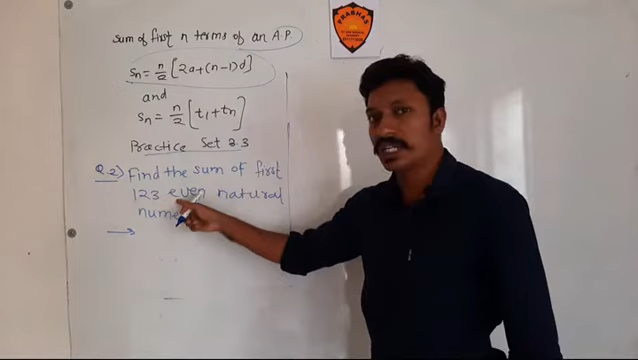 PRABHAS
Sum of first n terms of an A.P.
Sn = n/2 [2a+(n-1)d]
and
Sn = n/2 [t1 + tn]
Practice Set 3.3
Q.2) Find the sum of first
123 even natural
→